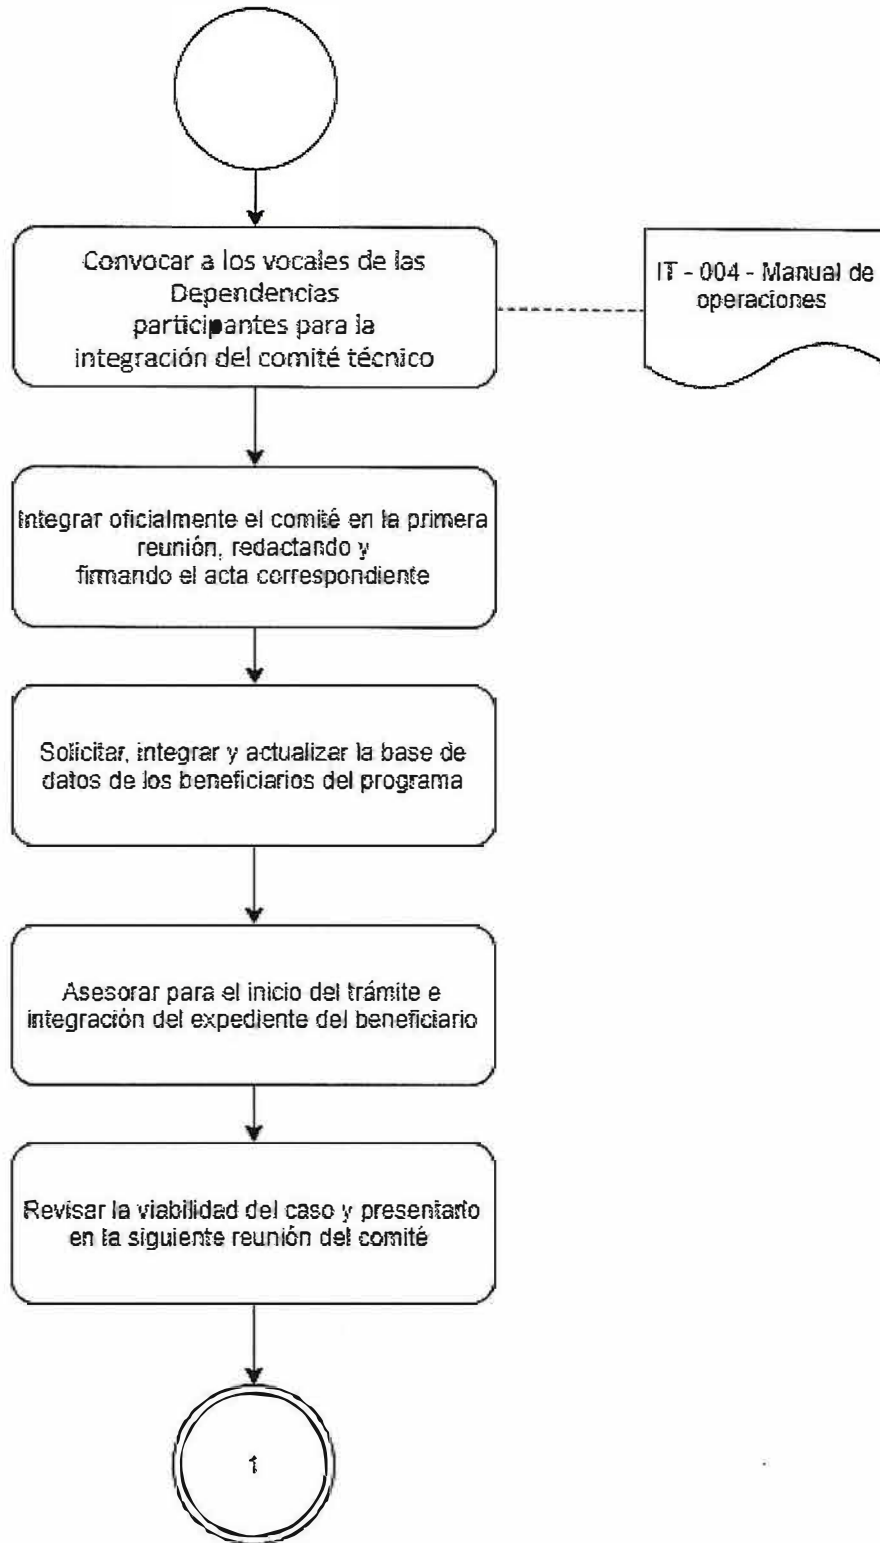 Convocar a los vocales de las
Dependencias
participantes para la
integración del comité técnico
IT - 004 - Manual de
operaciones
Integrar oficialmente el comité en la primera
reunión, redactando y
firmando el acta correspondiente
Solicitar, integrar y actualizar la base de
datos de los beneficiarios del programa
Asesorar para el inicio del trámite e
integración del expediente del beneficiario
Revisar la viabilidad del caso y presentarlo
en la siguiente reunión del comité
1